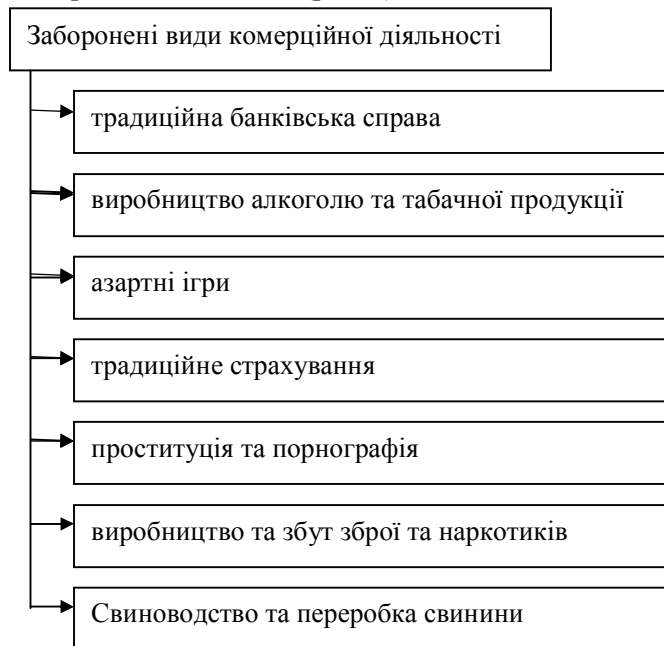 Заборонені види комерційної діяльності
традиційна банківська справа
виробництво алкоголю та табачної продукції
азартні ігри
традиційне страхування
проституція та порнографія
виробництво та збут зброї та наркотиків
Свиноводство та переробка свинини